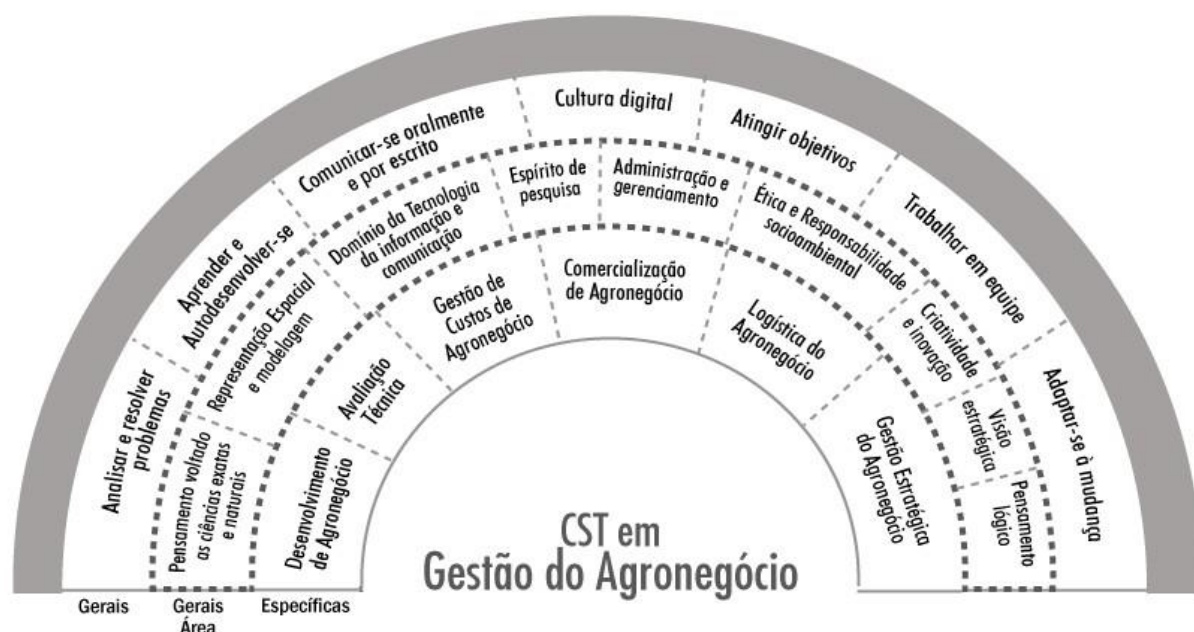 Analisar e resolver
problemas
Aprender e
Autodesenvolver-se
Comunicar-se oralmente
e por escrito
Cultura digital
Atingir objetivos
Trabalhar em equipe
Adaptar-se à mudança
Pensamento voltado
as ciências exatas
e naturais
Representação Espacial
e modelagem
Domínio da Tecnologia
da informação e
comunicação
Espírito de
pesquisa
Administração e
gerenciamento
Ética e Responsabilidade
socioambiental
Criatividade
e inovação
Visão
estratégica
Pensamento
lógico
Desenvolvimento
de Agronegócio
Avaliação
Técnica
Gestão de
Custos de
Agronegócio
Comercialização
de Agronegócio
Logística do
Agronegócio
Gestão Estratégica
do Agronegócio
CST em
Gestão do Agronegócio
Gerais
Gerais
Área
Específicas